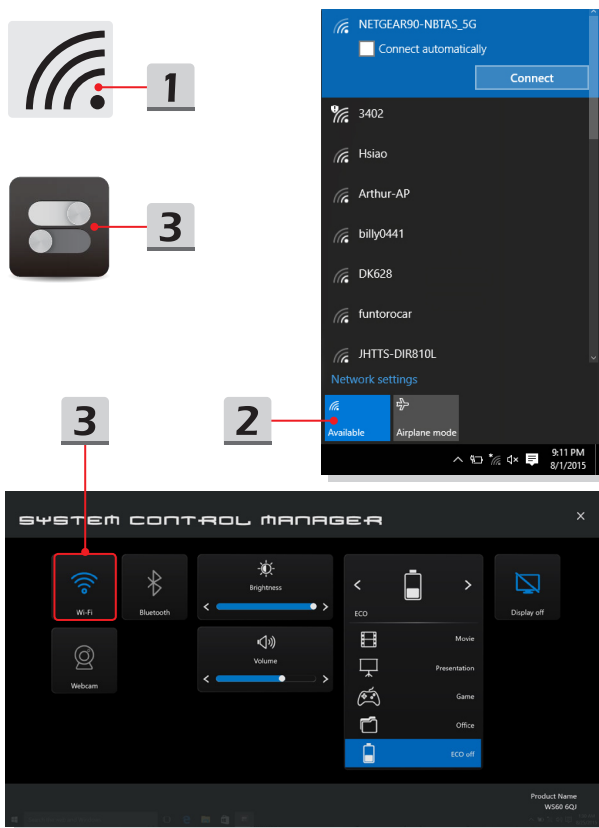 1
3
NETGEAR90-NBTAS_5G
Connect automatically
Connect
3402
Hsiao
Arthur-AP
billy0441
DK628
funtorocar
JHTTS-DIR810L
Network settings
2
Available
Airplane mode
9:11 PM
8/1/2015
3
SYSTEM CONTROL MANAGER
Wi-Fi
Bluetooth
Brightness
Webcam
Volume
ECO
Movie
Presentation
Game
Office
ECO off
Display off
Product Name
WS60 6QJ